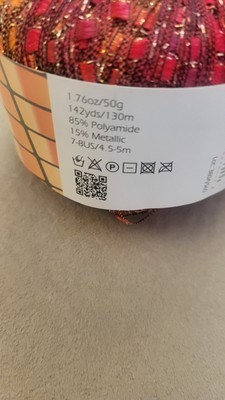 1.76oz/50g
142yds/130m
85% Polyamide
15% Metallic
7-8US/4.5-5m
P